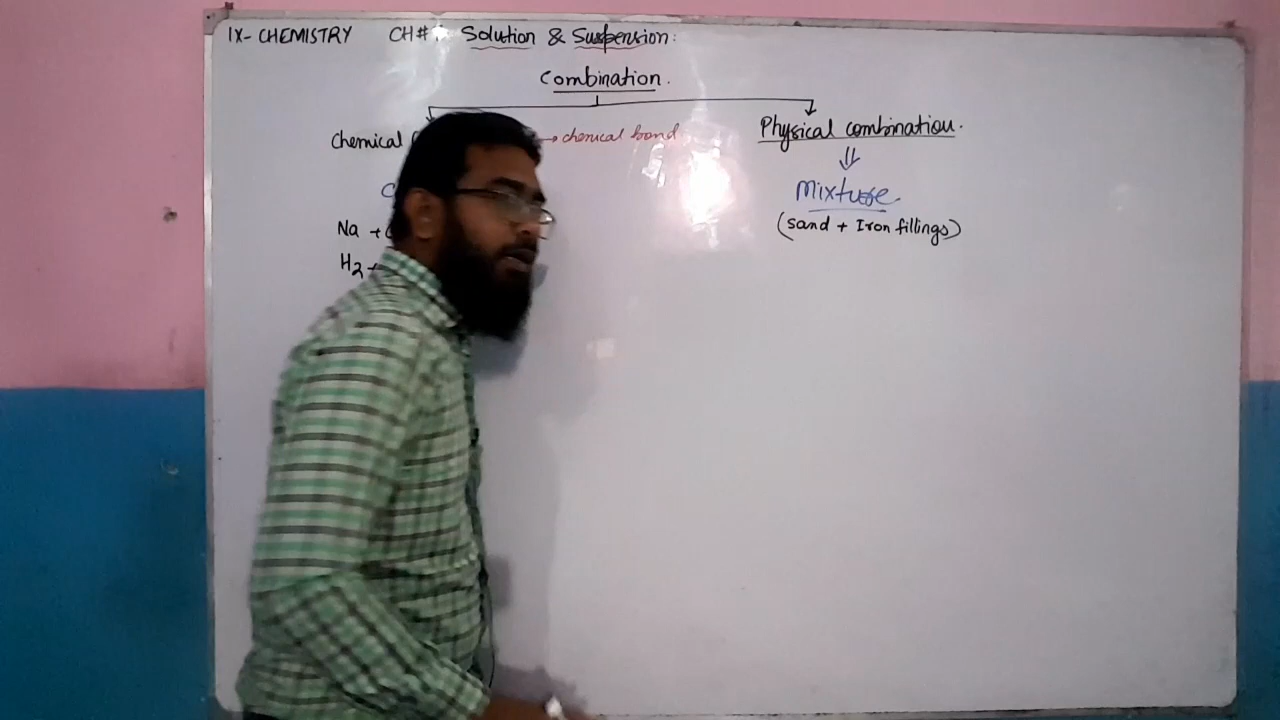 IX- CHEMISTRY CH# Solution & Suspension:
Combination.
Chemical → chemical bond
Physical combination.
⇓
Mixture.
(sand + Iron fillings)
Na +
H₂